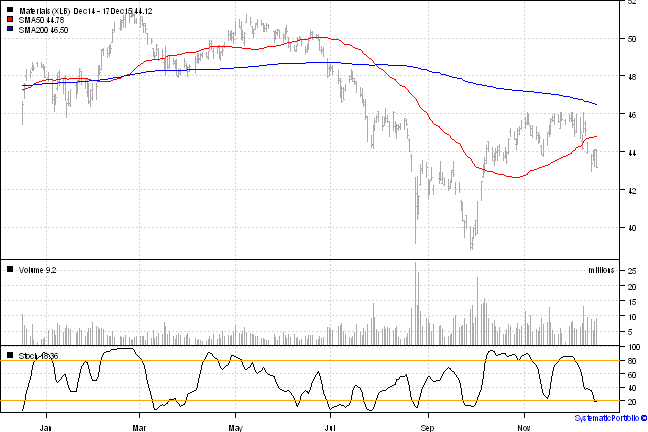 Materials (XLB) Dec14 - 17Dec15 44.12
SMA50 44.78
SMA200 46.50
52
50
48
46
44
42
40
Volume 9.2
millions
25
20
15
10
5
Stock 18.36
100
80
60
40
20
Jan
Mar
May
Jul
Sep
Nov
SystematicPortfolio ©